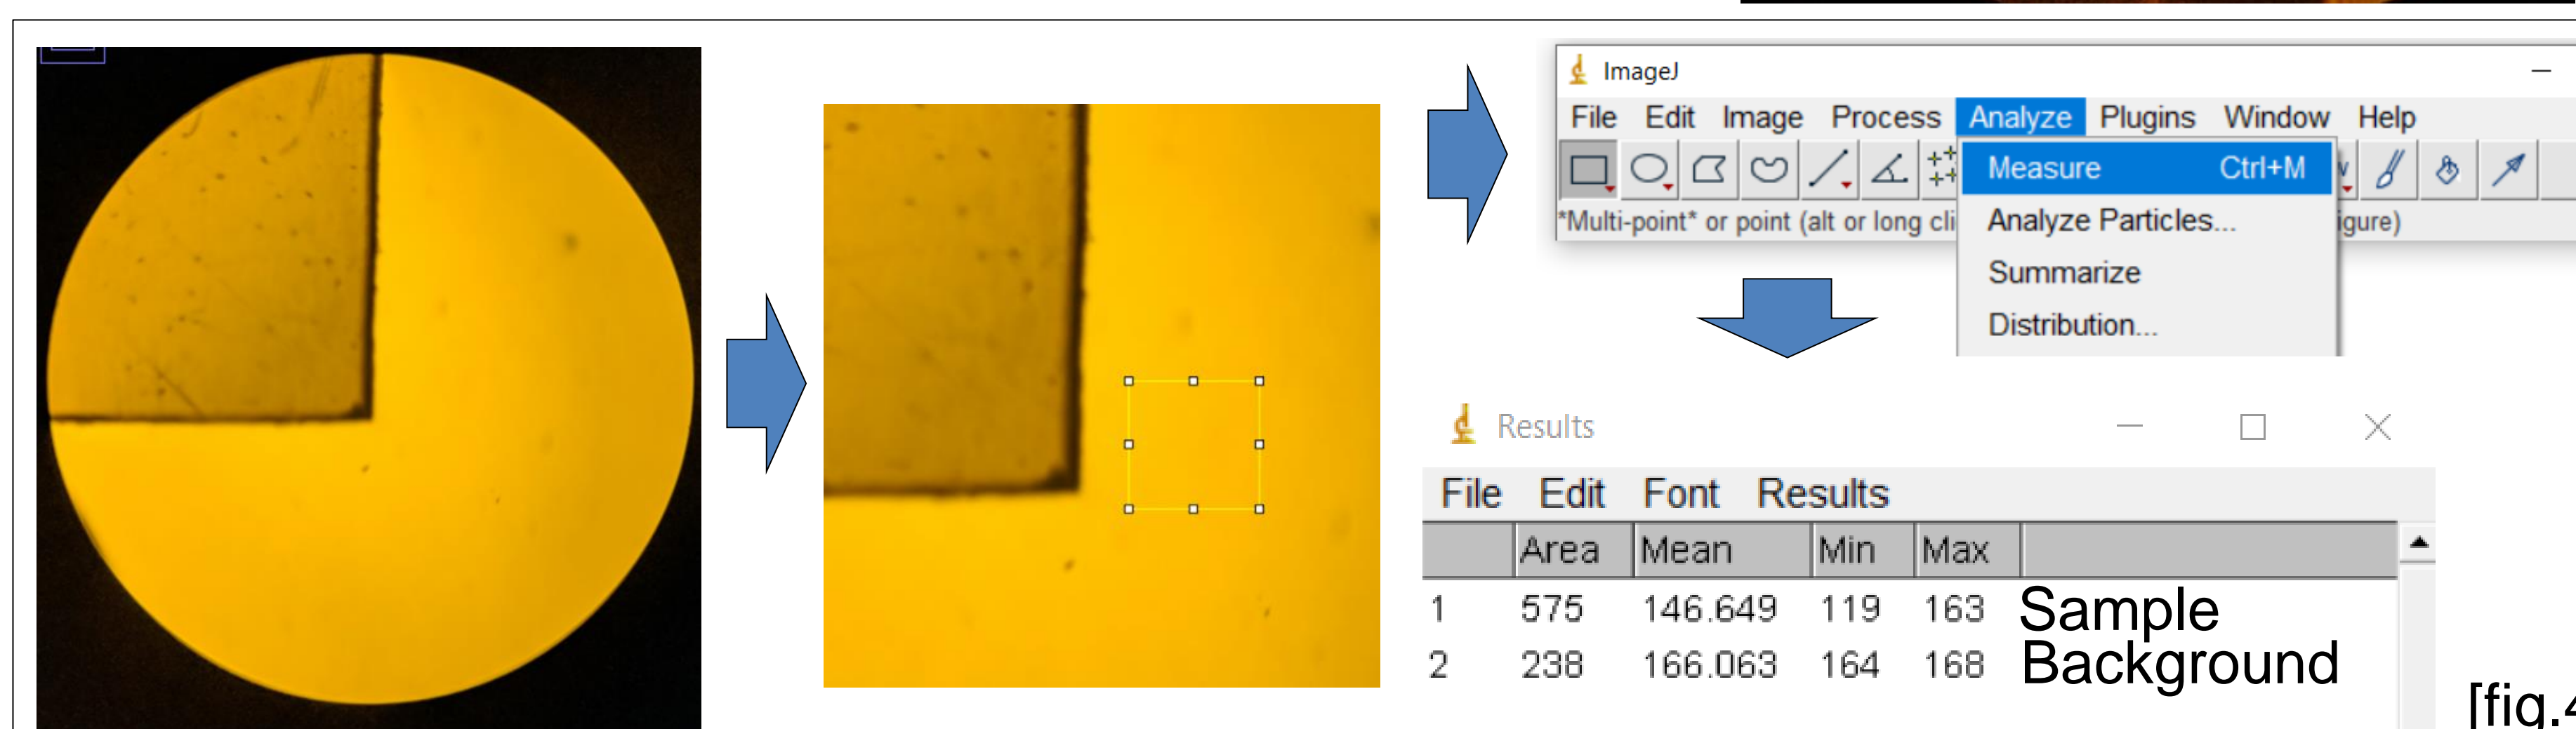 ImageJ
File Edit Image Process Analyze Plugins Window Help
Measure Ctrl+M
*Multi-point* or point (alt or long cli igure)
Analyze Particles...
Summarize
Distribution...
Results
File Edit Font Results
Area Mean Min Max
1 575 146.649 119 163 Sample
2 238 166.063 164 168 Background
[fig.4